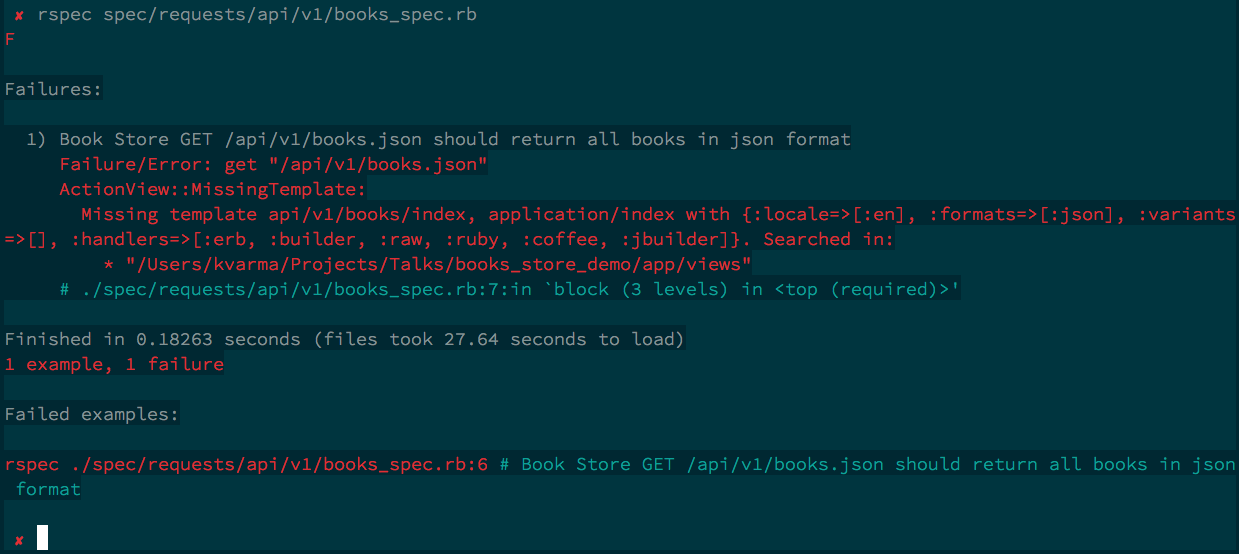 ✘ rspec spec/requests/api/v1/books_spec.rb
F
Failures:
1) Book Store GET /api/v1/books.json should return all books in json format
Failure/Error: get "/api/v1/books.json"
ActionView::MissingTemplate:
Missing template api/v1/books/index, application/index with {:locale=>[:en], :formats=>[:json], :variants
=>[], :handlers=>[:erb, :builder, :raw, :ruby, :coffee, :jbuilder]}. Searched in:
* "/Users/kvarma/Projects/Talks/books_store_demo/app/views"
# ./spec/requests/api/v1/books_spec.rb:7:in `block (3 levels) in <top (required)>'
Finished in 0.18263 seconds (files took 27.64 seconds to load)
1 example, 1 failure
Failed examples:
rspec ./spec/requests/api/v1/books_spec.rb:6 # Book Store GET /api/v1/books.json should return all books in json
format
✘